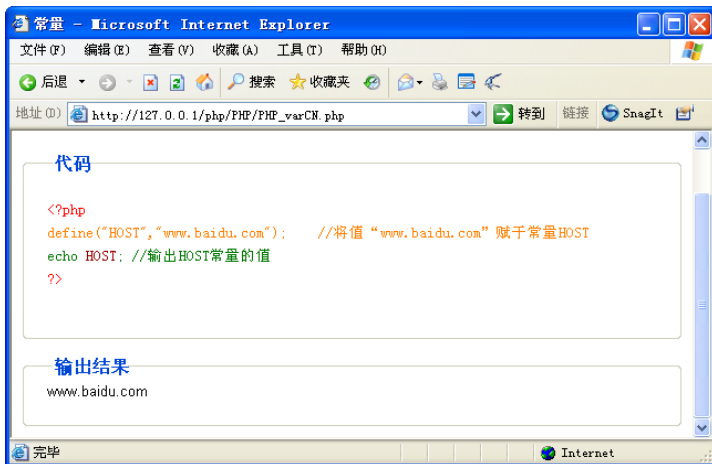 常量 - Microsoft Internet Explorer
文件(F) 编辑(E) 查看(V) 收藏(A) 工具(T) 帮助(H)
后退 搜索 收藏夹
地址(D) http://127.0.0.1/php/PHP/PHP_varCN.php 转到 链接 SnagIt
代码
<?php
define("HOST","www.baidu.com"); //将值“www.baidu.com”赋于常量HOST
echo HOST; //输出HOST常量的值
?>
输出结果
www.baidu.com
完毕 Internet